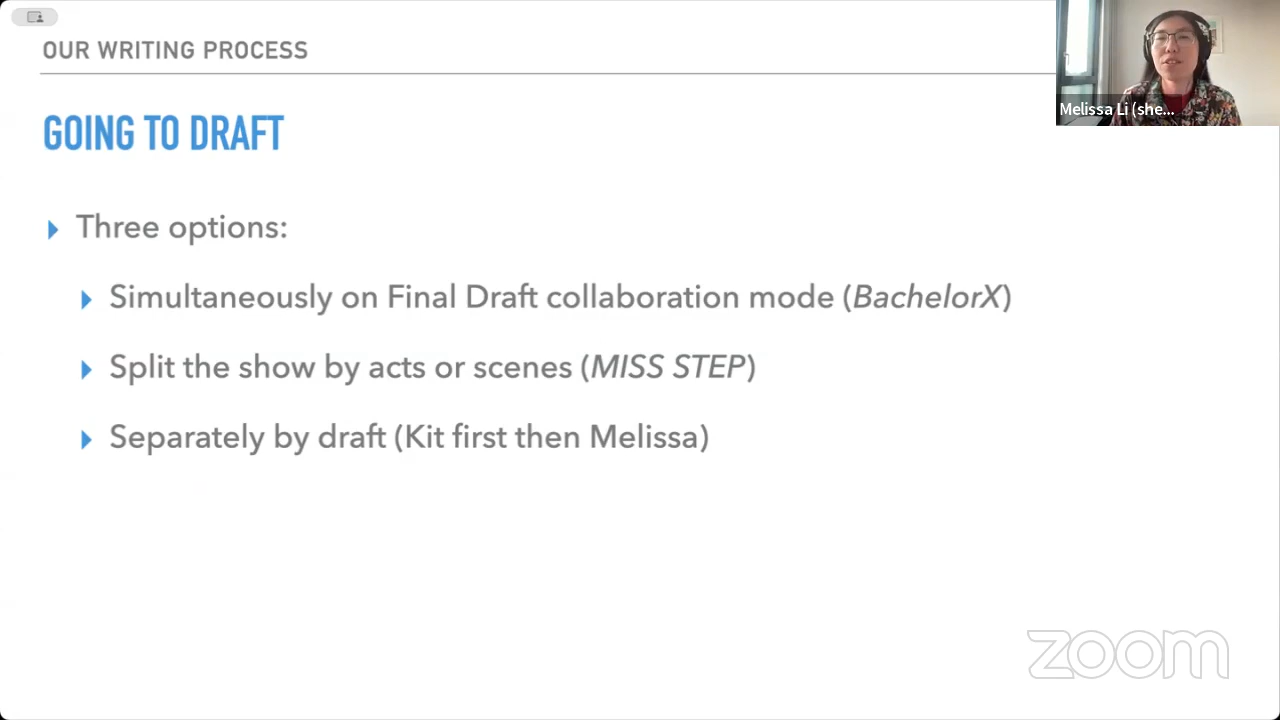 OUR WRITING PROCESS
Melissa Li (she...
GOING TO DRAFT
Three options:
Simultaneously on Final Draft collaboration mode (BachelorX)
Split the show by acts or scenes (MISS STEP)
Separately by draft (Kit first then Melissa)
zoom